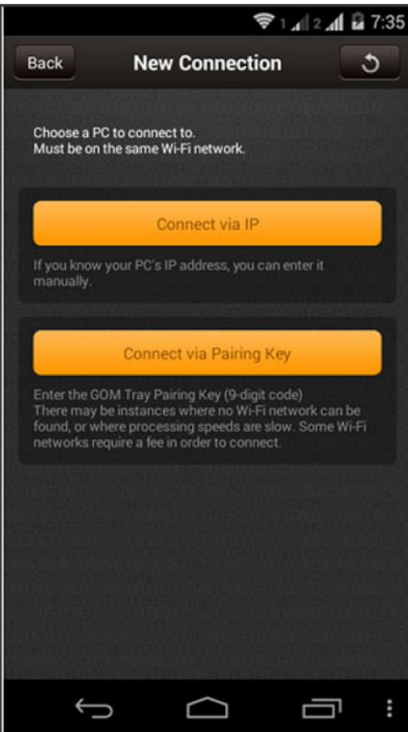 1 2 7:35
Back New Connection
Choose a PC to connect to.
Must be on the same Wi-Fi network.
Connect via IP
If you know your PC's IP address, you can enter it
manually.
Connect via Pairing Key
Enter the GOM Tray Pairing Key (9-digit code)
There may be instances where no Wi-Fi network can be
found, or where processing speeds are slow. Some Wi-Fi
networks require a fee in order to connect.